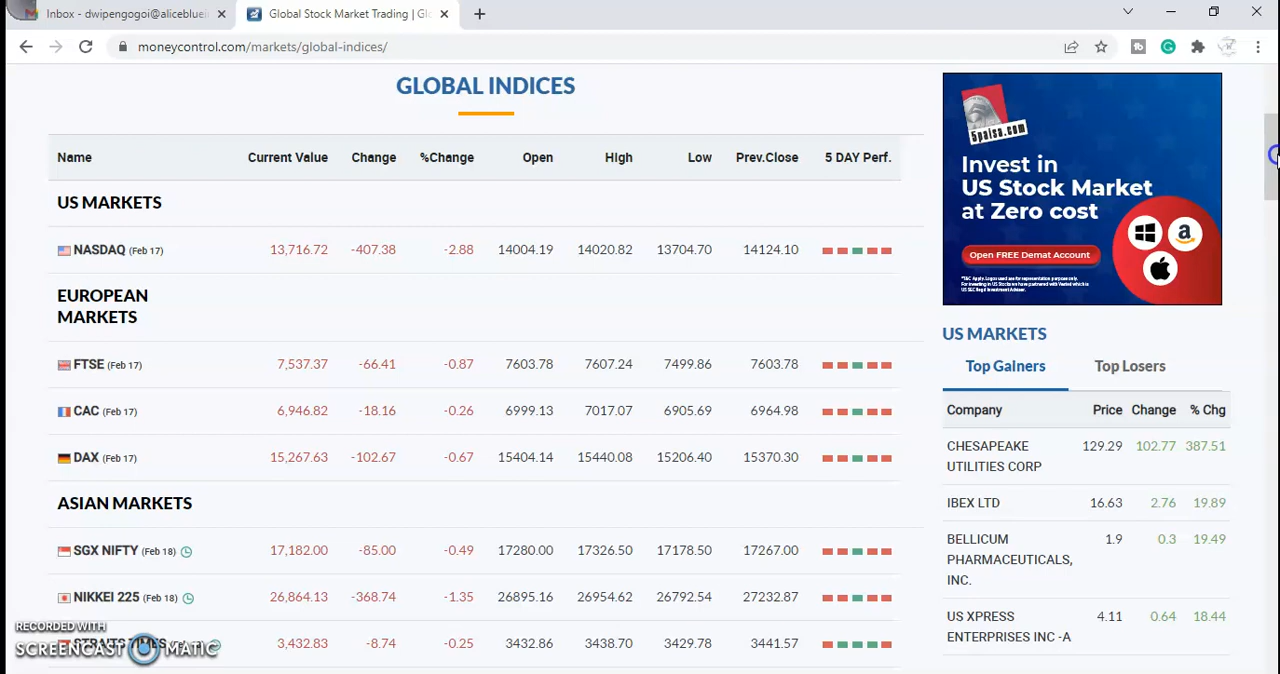 Inbox - dwipengogoi@aliceblueir
Global Stock Market Trading | Gl
moneycontrol.com/markets/global-indices/
GLOBAL INDICES
Name Current Value Change %Change Open High Low Prev.Close 5 DAY Perf.
US MARKETS
NASDAQ (Feb 17) 13,716.72 -407.38 -2.88 14004.19 14020.82 13704.70 14124.10
EUROPEAN
MARKETS
FTSE (Feb 17) 7,537.37 -66.41 -0.87 7603.78 7607.24 7499.86 7603.78
CAC (Feb 17) 6,946.82 -18.16 -0.26 6999.13 7017.07 6905.69 6964.98
DAX (Feb 17) 15,267.63 -102.67 -0.67 15404.14 15440.08 15206.40 15370.30
ASIAN MARKETS
SGX NIFTY (Feb 18) 17,182.00 -85.00 -0.49 17280.00 17326.50 17178.50 17267.00
NIKKEI 225 (Feb 18) 26,864.13 -368.74 -1.35 26895.16 26954.62 26792.54 27232.87
STRAITS TIMES 3,432.83 -8.74 -0.25 3432.86 3438.70 3429.78 3441.57
RECORDED WITH
SCREENCAST MATIC
5paisa.com
Invest in
US Stock Market
at Zero cost
Open FREE Demat Account
US MARKETS
Top Gainers Top Losers
Company Price Change % Chg
CHESAPEAKE
UTILITIES CORP 129.29 102.77 387.51
IBEX LTD 16.63 2.76 19.89
BELLICUM
PHARMACEUTICALS,
INC. 1.9 0.3 19.49
US XPRESS
ENTERPRISES INC -A 4.11 0.64 18.44